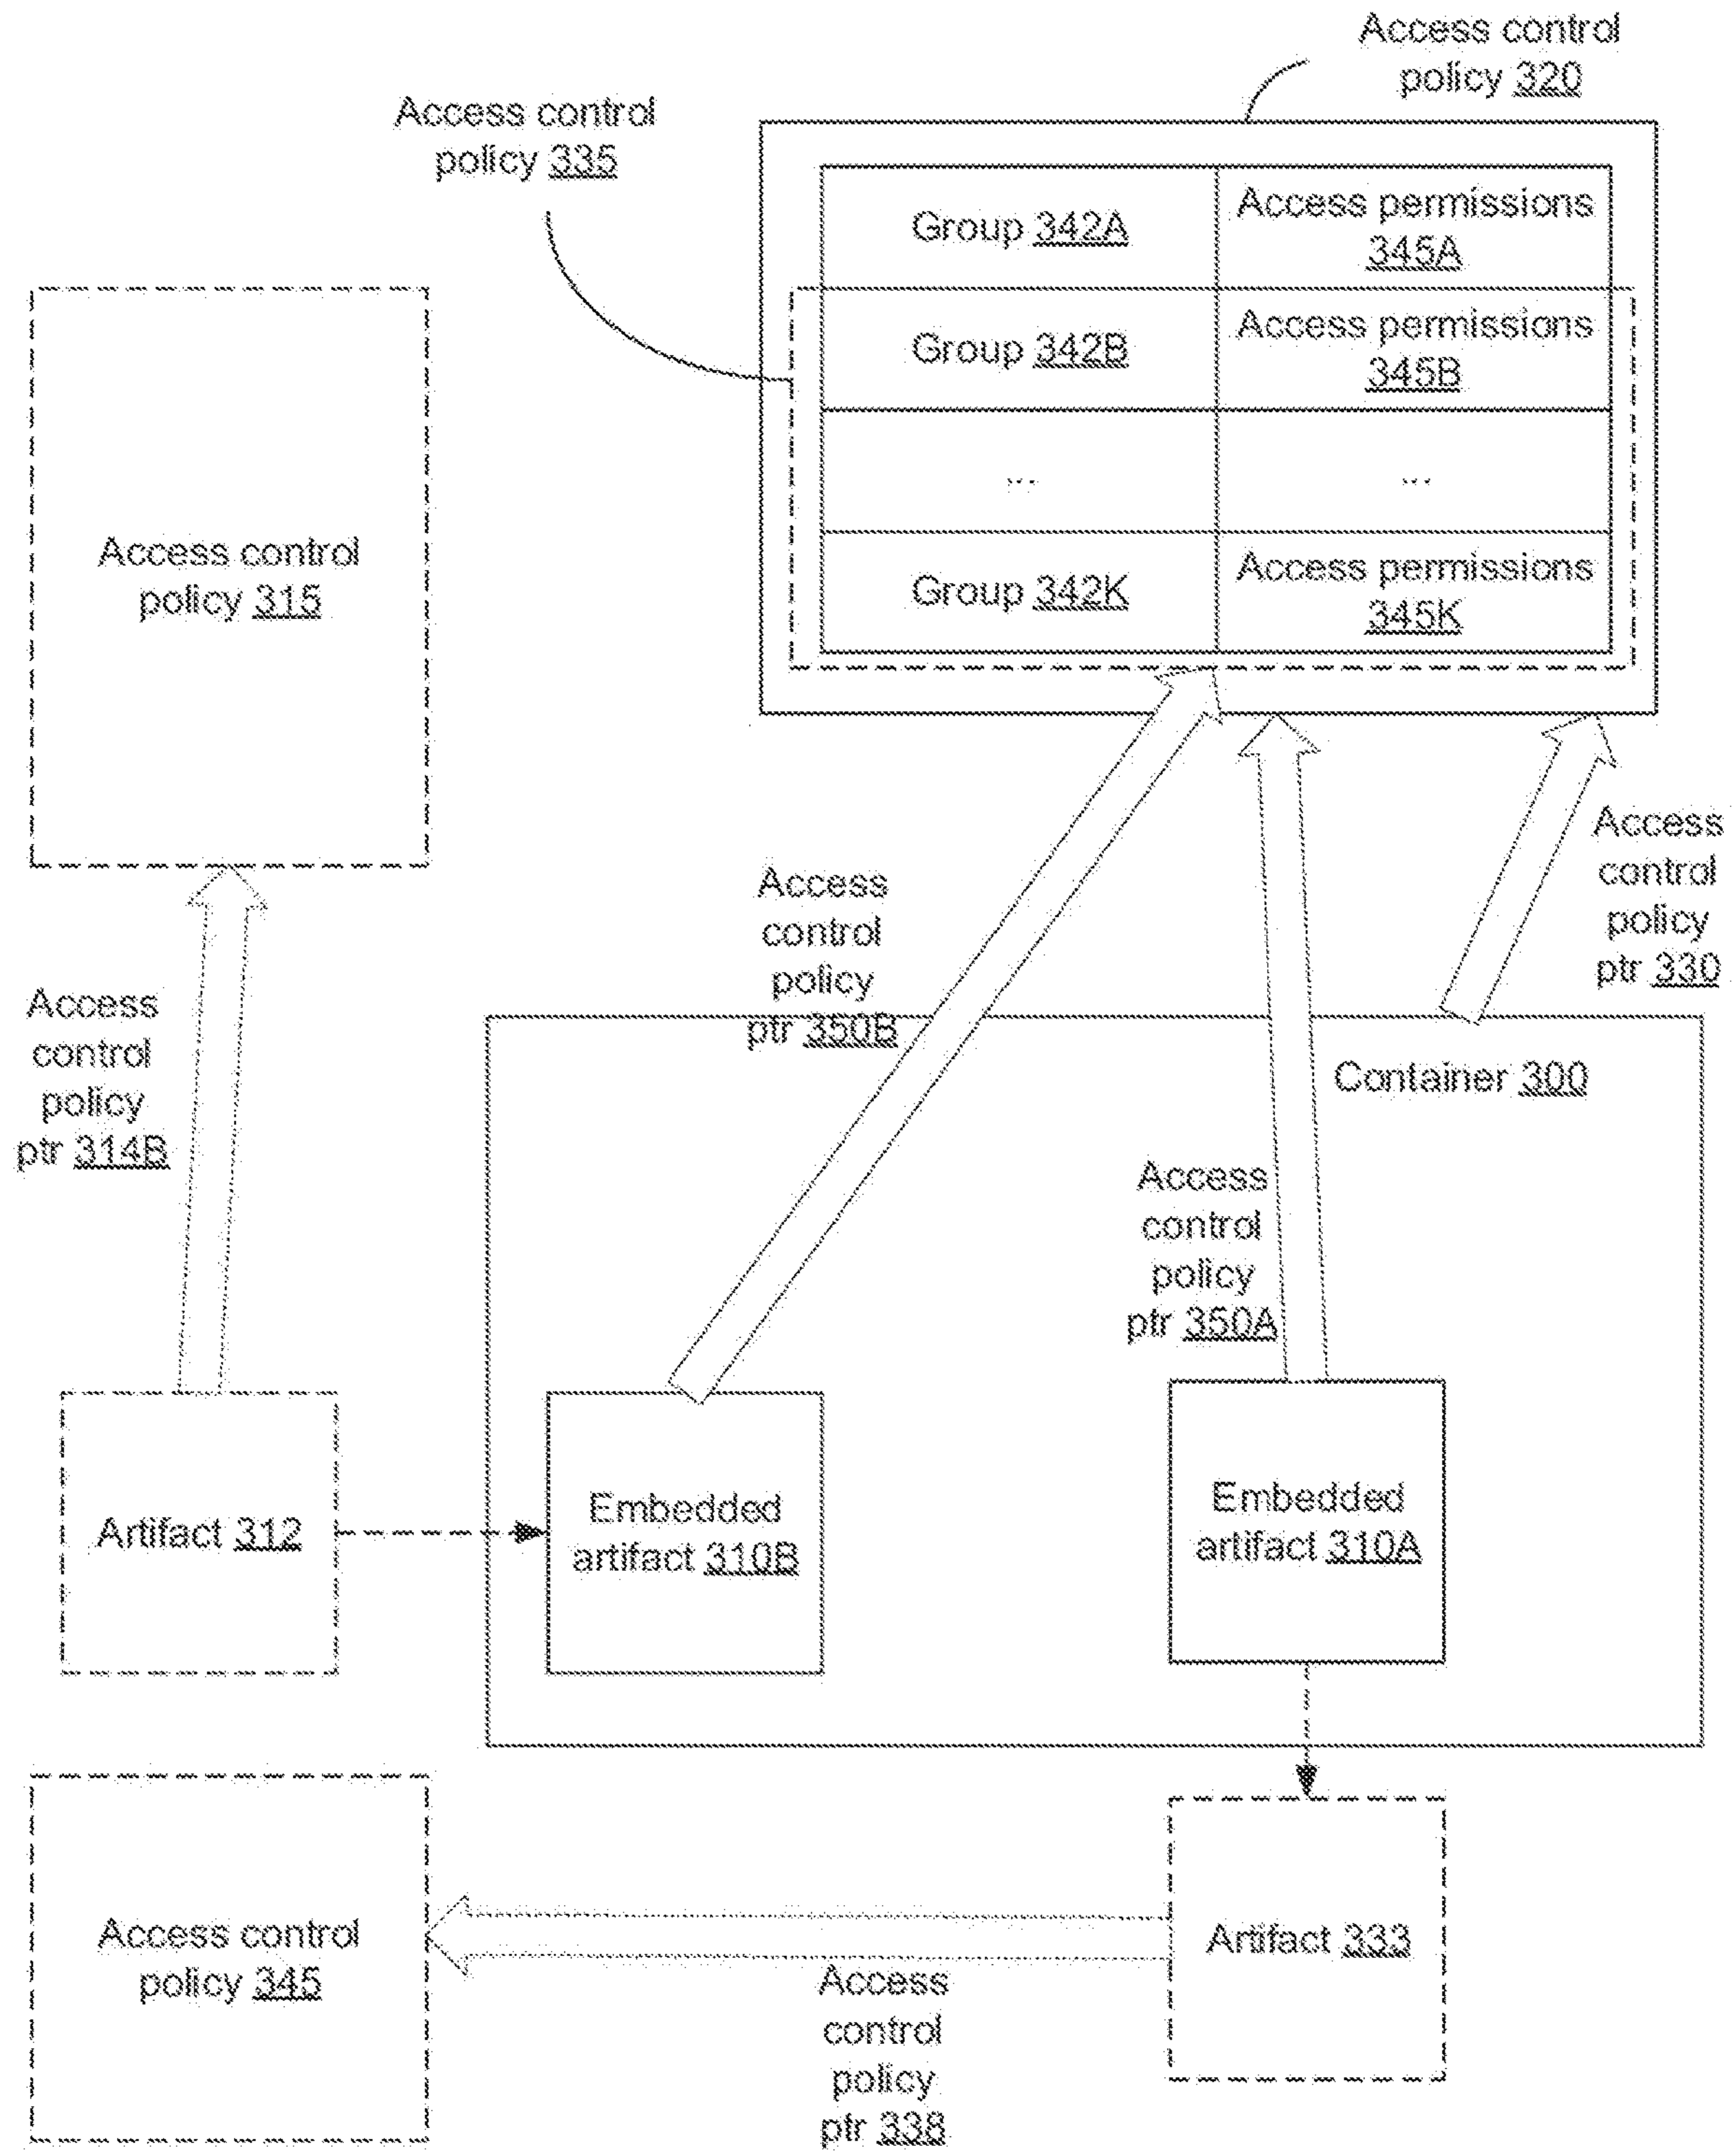 Access control
policy 320
Access control
policy 335
Group 342A
Access permissions
345A
Group 342B
Access permissions
345B
...
...
Group 342K
Access permissions
345K
Access control
policy 315
Access
control
policy
ptr 330
Access
control
policy
ptr 350B
Access
control
policy
ptr 314B
Container 300
Access
control
policy
ptr 350A
Artifact 312
Embedded
artifact 310B
Embedded
artifact 310A
Access control
policy 345
Artifact 333
Access
control
policy
ptr 338